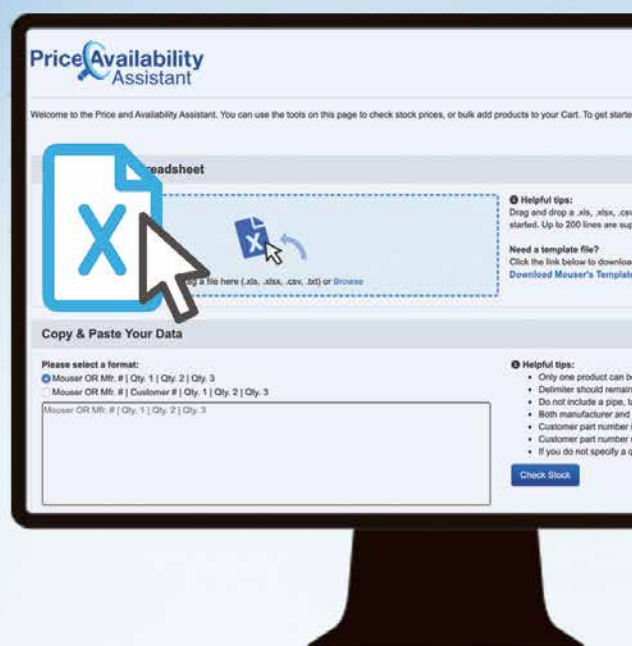 Price Availability
Assistant
Welcome to the Price and Availability Assistant. You can use the tools on this page to check stock prices, or bulk add products to your Cart. To get starte
readsheet
X
X
g a file here (.xls, .xlsx, .csv, .txt) or Browse
Helpful tips:
Drag and drop a .xls, .xlsx, .csv
started. Up to 200 lines are sup
Need a template file?
Click the link below to downloa
Download Mouser's Template
Copy & Paste Your Data
Please select a format:
Mouser OR Mfr. # | Qty. 1 | Qty. 2 | Qty. 3
Mouser OR Mfr. # | Customer # | Qty. 1 | Qty. 2 | Qty. 3
Mouser OR Mfr. # | Qty. 1 | Qty. 2 | Qty. 3
Helpful tips:
Only one product can b
Delimiter should remain
Do not include a pipe, ta
Both manufacturer and
Customer part number
Customer part number
If you do not specify a q
Check Stock